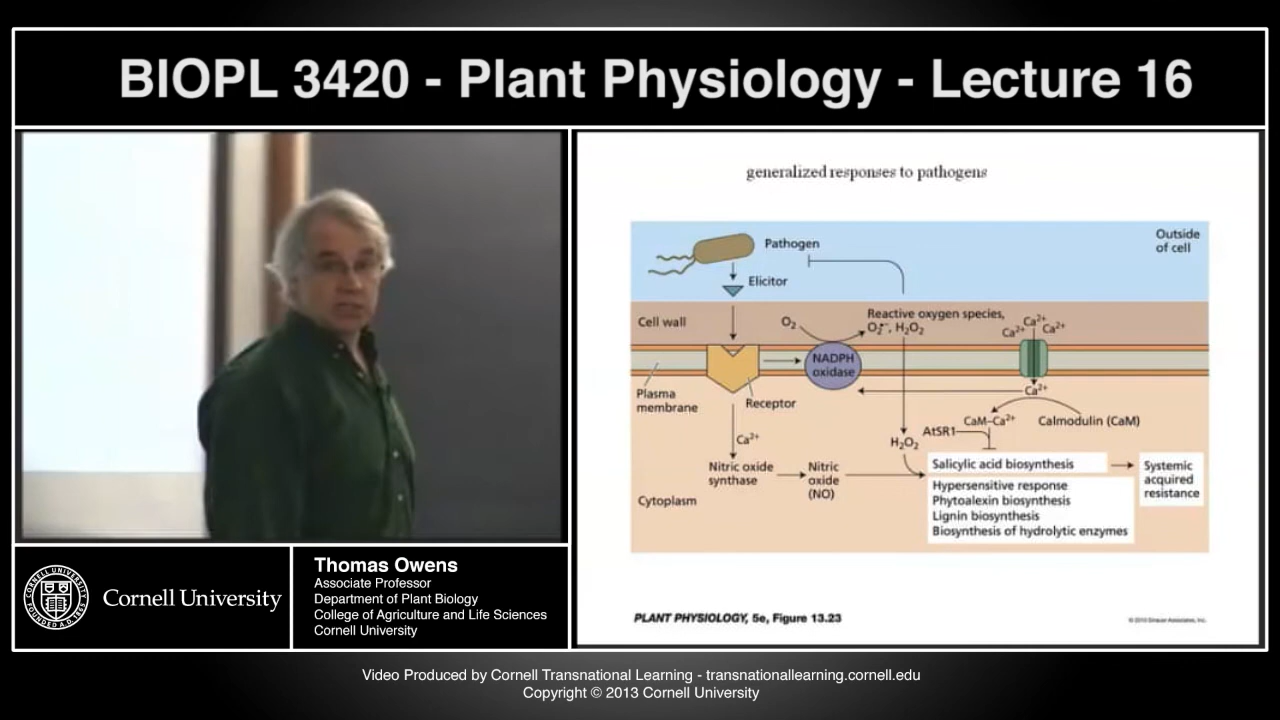 BIOPL 3420 - Plant Physiology - Lecture 16
generalized responses to pathogens
Pathogen
Outside
of cell
Elicitor
Cell wall
O2
Reactive oxygen species,
O2•−, H2O2
Ca2+
Ca2+
Ca2+
NADPH
oxidase
Plasma
membrane
Receptor
Ca2+
CaM–Ca2+
Calmodulin (CaM)
AtSR1
Ca2+
H2O2
Nitric oxide
synthase
Nitric
oxide
(NO)
Salicylic acid biosynthesis
Systemic
acquired
resistance
Hypersensitive response
Phytoalexin biosynthesis
Lignin biosynthesis
Biosynthesis of hydrolytic enzymes
Cytoplasm
PLANT PHYSIOLOGY, 5e, Figure 13.23
© 2010 Sinauer Associates, Inc.
Cornell University
Thomas Owens
Associate Professor
Department of Plant Biology
College of Agriculture and Life Sciences
Cornell University
Video Produced by Cornell Transnational Learning - transnationallearning.cornell.edu
Copyright © 2013 Cornell University